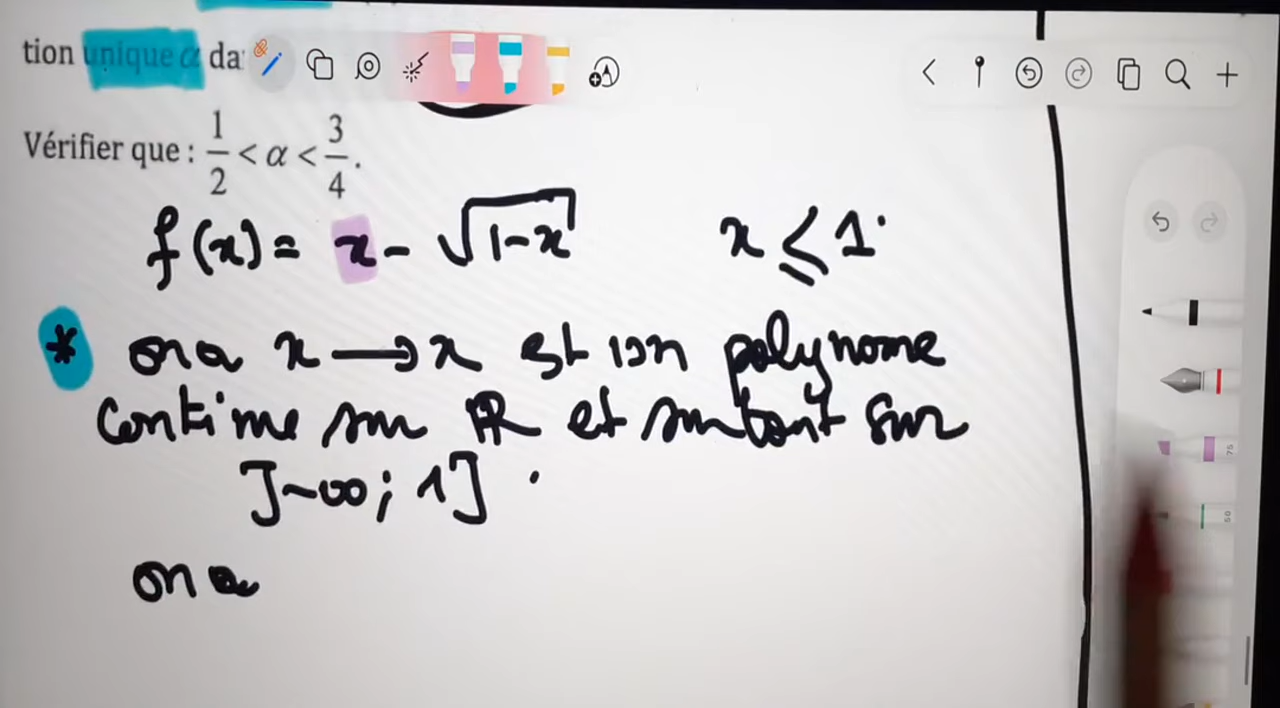 tion unique α da
Vérifier que : 1/2 < α < 3/4 .
f(x) = x - √(1-x) x ≤ 1
* on a x → x est un polynome
continue sur ℝ et surtout sur
]-∞; 1] .
on a